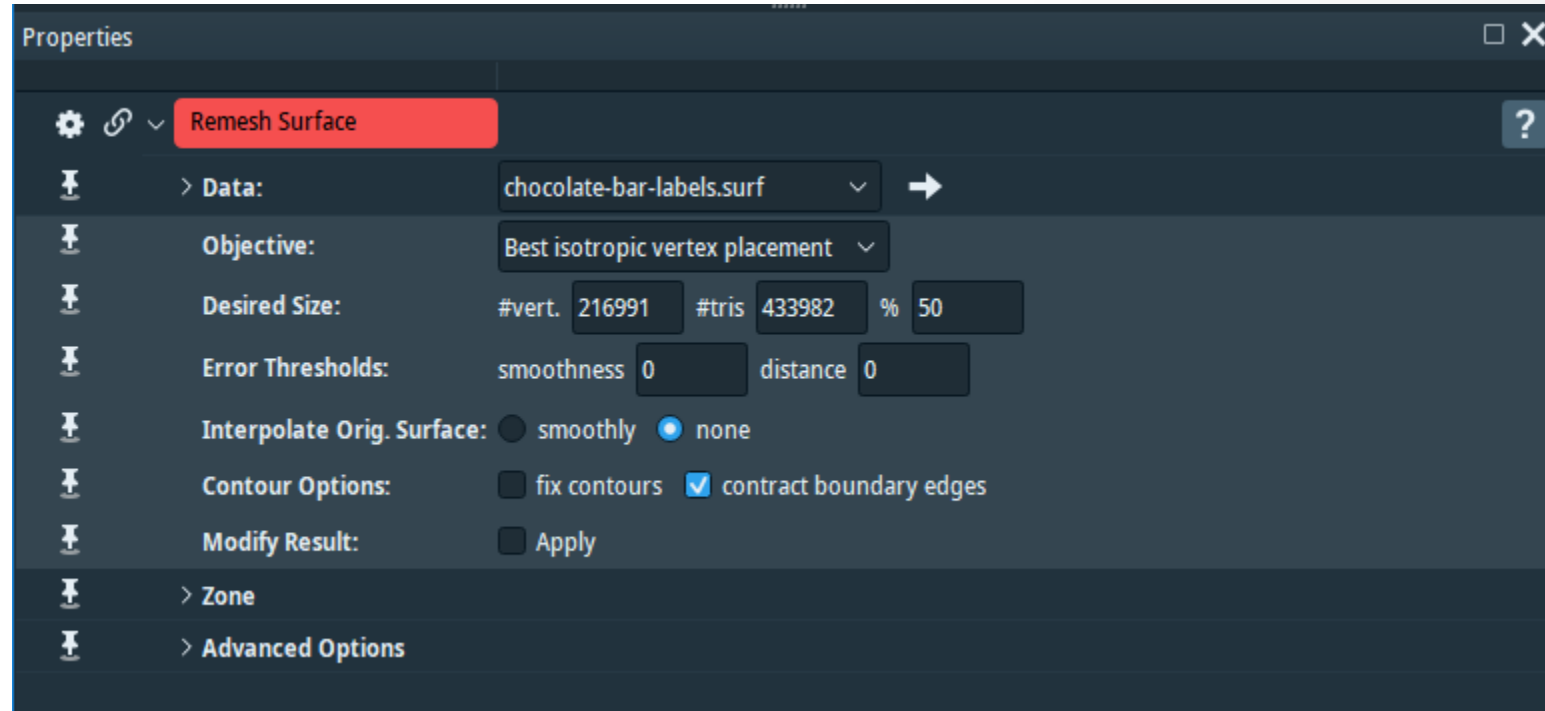 Properties
Remesh Surface ?
Data: chocolate-bar-labels.surf
Objective: Best isotropic vertex placement
Desired Size: #vert. 216991 #tris 433982 % 50
Error Thresholds: smoothness 0 distance 0
Interpolate Orig. Surface: smoothly none
Contour Options: fix contours contract boundary edges
Modify Result: Apply
Zone
Advanced Options